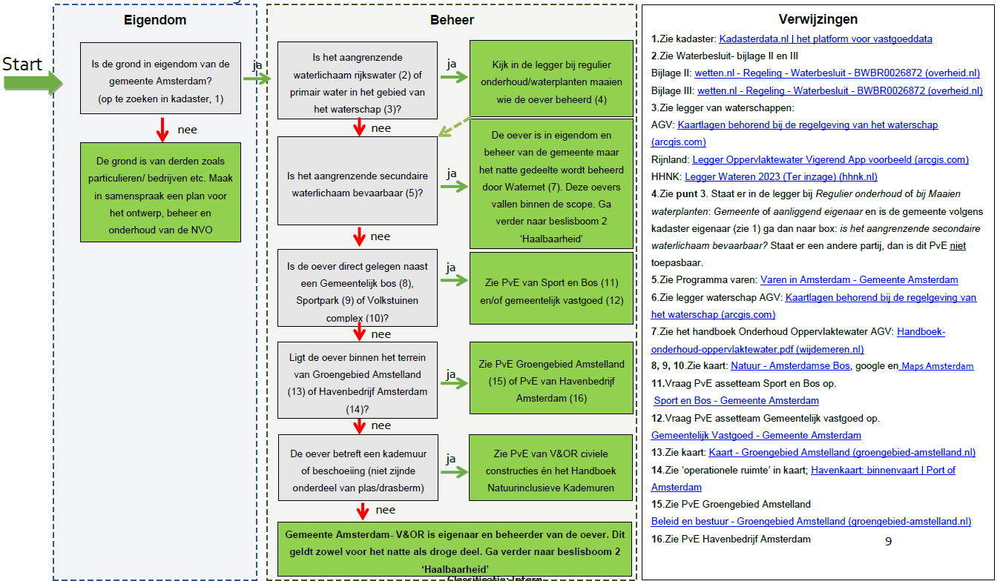 Start
Eigendom
Is de grond in eigendom van de
gemeente Amsterdam?
(op te zoeken in kadaster, 1)
ja
nee
De grond is van derden zoals
particulieren/ bedrijven etc. Maak
in samenspraak een plan voor
het ontwerp, beheer en
onderhoud van de NVO
Beheer
Is het aangrenzende
waterlichaam rijkswater (2) of
primair water in het gebied van
het waterschap (3)?
ja
Kijk in de legger bij regulier
onderhoud/waterplanten maaien
wie de oever beheerd (4)
nee
Is het aangrenzende secundaire
waterlichaam bevaarbaar (5)?
ja
De oever is in eigendom en
beheer van de gemeente maar
het natte gedeelte wordt beheerd
door Waternet (7). Deze oevers
vallen binnen de scope. Ga
verder naar beslisboom 2
‘Haalbaarheid’
nee
Is de oever direct gelegen naast
een Gemeentelijk bos (8),
Sportpark (9) of Volkstuinen
complex (10)?
ja
Zie PvE van Sport en Bos (11)
en/of gemeentelijk vastgoed (12)
nee
Ligt de oever binnen het terrein
van Groengebied Amstelland
(13) of Havenbedrijf Amsterdam
(14)?
ja
Zie PvE Groengebied Amstelland
(15) of PvE van Havenbedrijf
Amsterdam (16)
nee
De oever betreft een kademuur
of beschoeiing (niet zijnde
onderdeel van plas/drasberm)
ja
Zie PvE van V&OR civiele
constructies én het Handboek
Natuurinclusieve Kademuren
nee
Gemeente Amsterdam- V&OR is eigenaar en beheerder van de oever. Dit
geldt zowel voor het natte als droge deel. Ga verder naar beslisboom 2
‘Haalbaarheid’
Classificatie: Intern
Verwijzingen
1.Zie kadaster: Kadasterdata.nl | het platform voor vastgoeddata
2.Zie Waterbesluit- bijlage II en III
Bijlage II: wetten.nl - Regeling - Waterbesluit - BWBR0026872 (overheid.nl)
Bijlage III: wetten.nl - Regeling - Waterbesluit - BWBR0026872 (overheid.nl)
3.Zie legger van waterschappen:
AGV: Kaartlagen behorend bij de regelgeving van het waterschap
(arcgis.com)
Rijnland: Legger Oppervlaktewater Vigerend App voorbeeld (arcgis.com)
HHNK: Legger Wateren 2023 (Ter inzage) (hhnk.nl)
4.Zie punt 3. Staat er in de legger bij Regulier onderhoud of bij Maaien
waterplanten: Gemeente of aanliggend eigenaar en is de gemeente volgens
kadaster eigenaar (zie 1) ga dan naar box: is het aangrenzende secondaire
waterlichaam bevaarbaar? Staat er een andere partij, dan is dit PvE niet
toepasbaar.
5.Zie Programma varen: Varen in Amsterdam - Gemeente Amsterdam
6.Zie legger waterschap AGV: Kaartlagen behorend bij de regelgeving van
het waterschap (arcgis.com)
7.Zie het handboek Onderhoud Oppervlaktewater AGV: Handboek-
onderhoud-oppervlaktewater.pdf (wijdemeren.nl)
8, 9, 10.Zie kaart: Natuur - Amsterdamse Bos, google en Maps Amsterdam
11.Vraag PvE assetteam Sport en Bos op.
Sport en Bos - Gemeente Amsterdam
12.Vraag PvE assetteam Gemeentelijk vastgoed op.
Gemeentelijk Vastgoed - Gemeente Amsterdam
13.Zie kaart: Kaart - Groengebied Amstelland (groengebied-amstelland.nl)
14.Zie ‘operationele ruimte’ in kaart; Havenkaart: binnenvaart | Port of
Amsterdam
15.Zie PvE Groengebied Amstelland
Beleid en bestuur - Groengebied Amstelland (groengebied-amstelland.nl)
16.Zie PvE Havenbedrijf Amsterdam
9